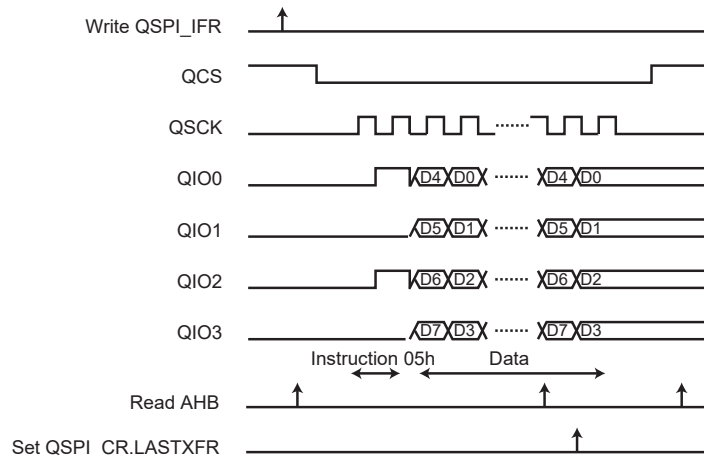 Write QSPI_IFR
QCS
QSCK
QIO0 D4 D0 D4 D0
QIO1 D5 D1 D5 D1
QIO2 D6 D2 D6 D2
QIO3 D7 D3 D7 D3
Instruction 05h Data
Read AHB
Set QSPI_CR.LASTXFR